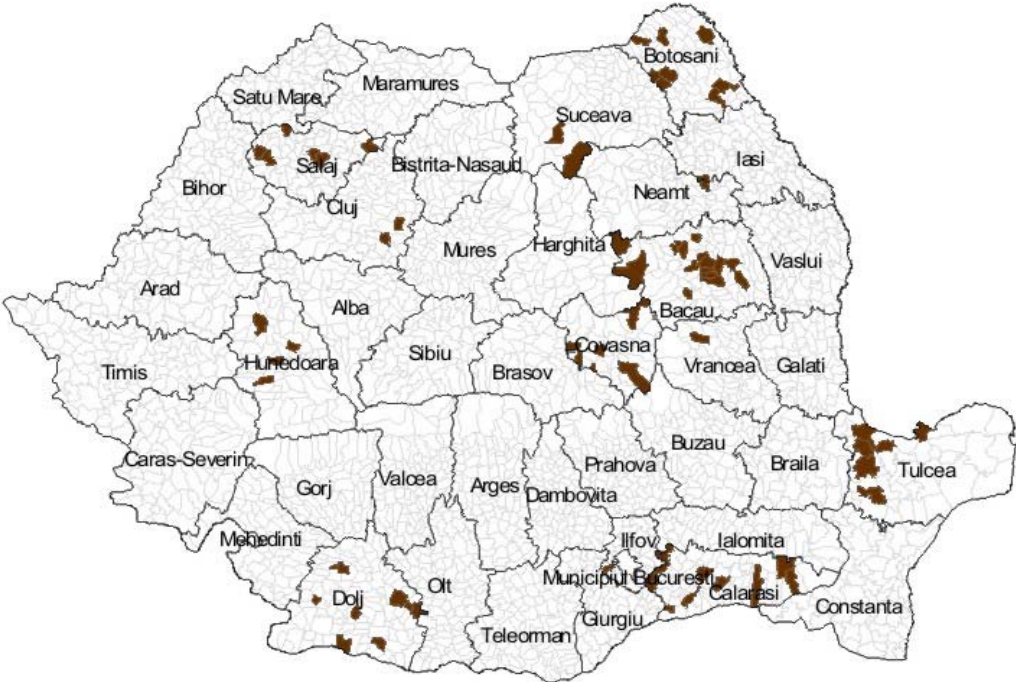 Botosani
Maramures
Satu Mare
Suceava
Iasi
Salaj
Bistrita-Nasaud
Bihor
Neamt
Cluj
Mures
Harghita
Vaslui
Arad
Alba
Bacau
Covasna
Sibiu
Hunedoara
Timis
Brasov
Vrancea
Galati
Caras-Severin
Gorj
Valcea
Arges
Prahova
Buzau
Braila
Tulcea
Dambovita
Mehedinti
Ilfov
Ialomita
Municipiul Bucuresti
Olt
Dolj
Calarasi
Constanta
Giurgiu
Teleorman